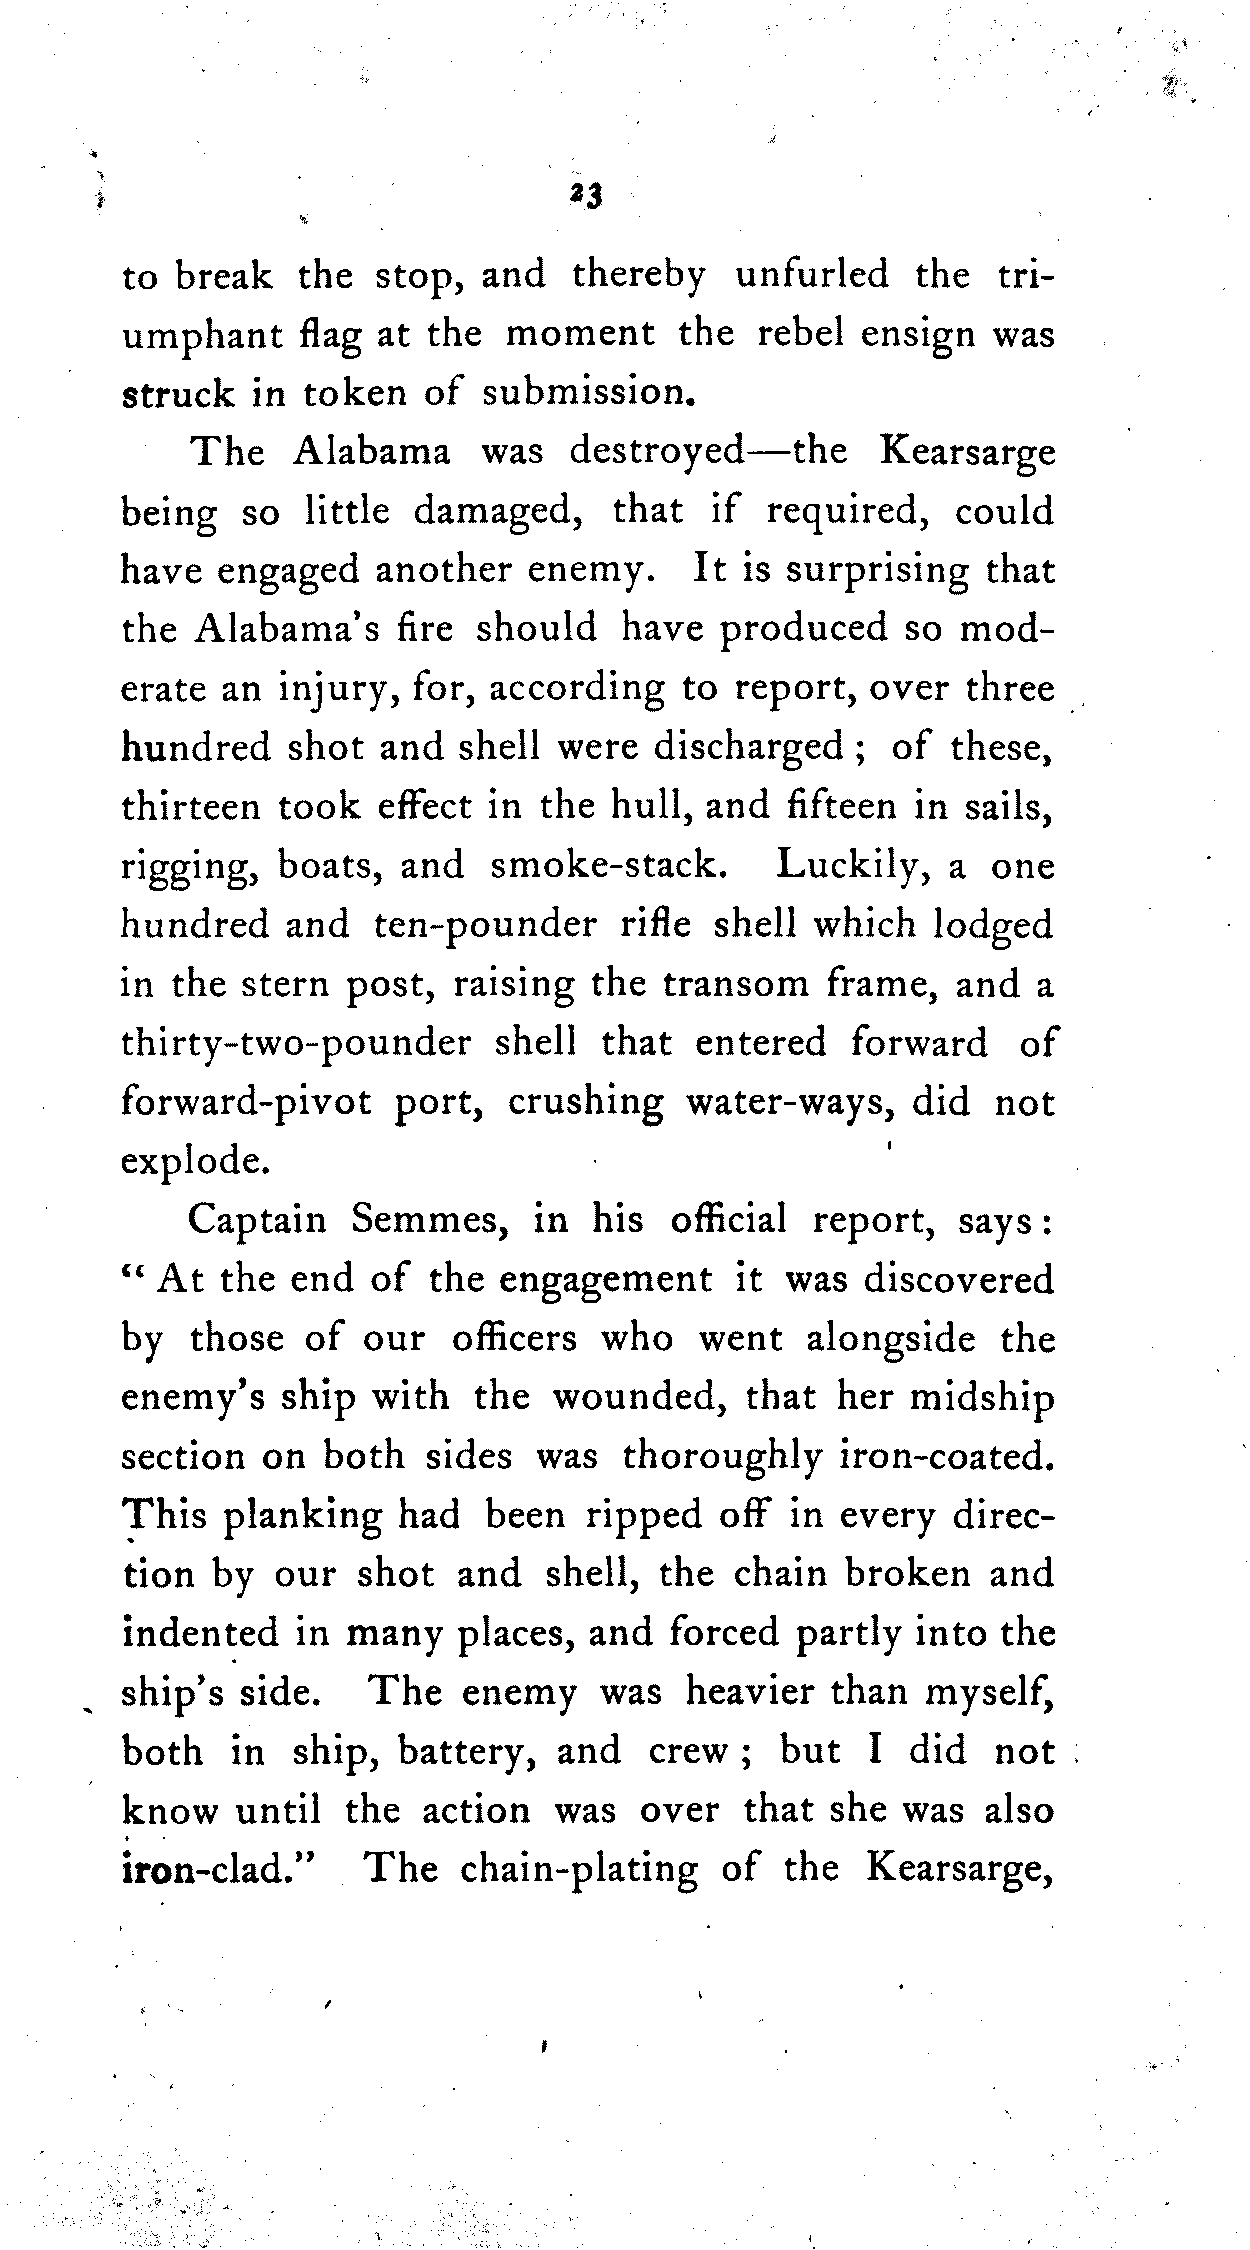 23
to break the stop, and thereby unfurled the tri-
umphant flag at the moment the rebel ensign was
struck in token of submission.
The Alabama was destroyed—the Kearsarge
being so little damaged, that if required, could
have engaged another enemy. It is surprising that
the Alabama's fire should have produced so mod-
erate an injury, for, according to report, over three
hundred shot and shell were discharged ; of these,
thirteen took effect in the hull, and fifteen in sails,
rigging, boats, and smoke-stack. Luckily, a one
hundred and ten-pounder rifle shell which lodged
in the stern post, raising the transom frame, and a
thirty-two-pounder shell that entered forward of
forward-pivot port, crushing water-ways, did not
explode.
Captain Semmes, in his official report, says :
“ At the end of the engagement it was discovered
by those of our officers who went alongside the
enemy's ship with the wounded, that her midship
section on both sides was thoroughly iron-coated.
This planking had been ripped off in every direc-
tion by our shot and shell, the chain broken and
indented in many places, and forced partly into the
ship's side. The enemy was heavier than myself,
both in ship, battery, and crew ; but I did not
know until the action was over that she was also
iron-clad.” The chain-plating of the Kearsarge,